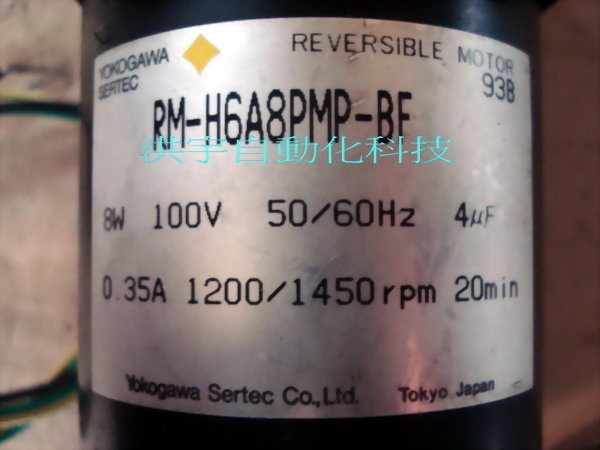 YOKOGAWA
SERTEC
REVERSIBLE MOTOR
93B
RM-H6A8PMP-BF
洪宇自動化科技
8W 100V 50/60Hz 4μF
0.35A 1200/1450rpm 20min
Yokogawa Sertec Co.,Ltd. Tokyo Japan